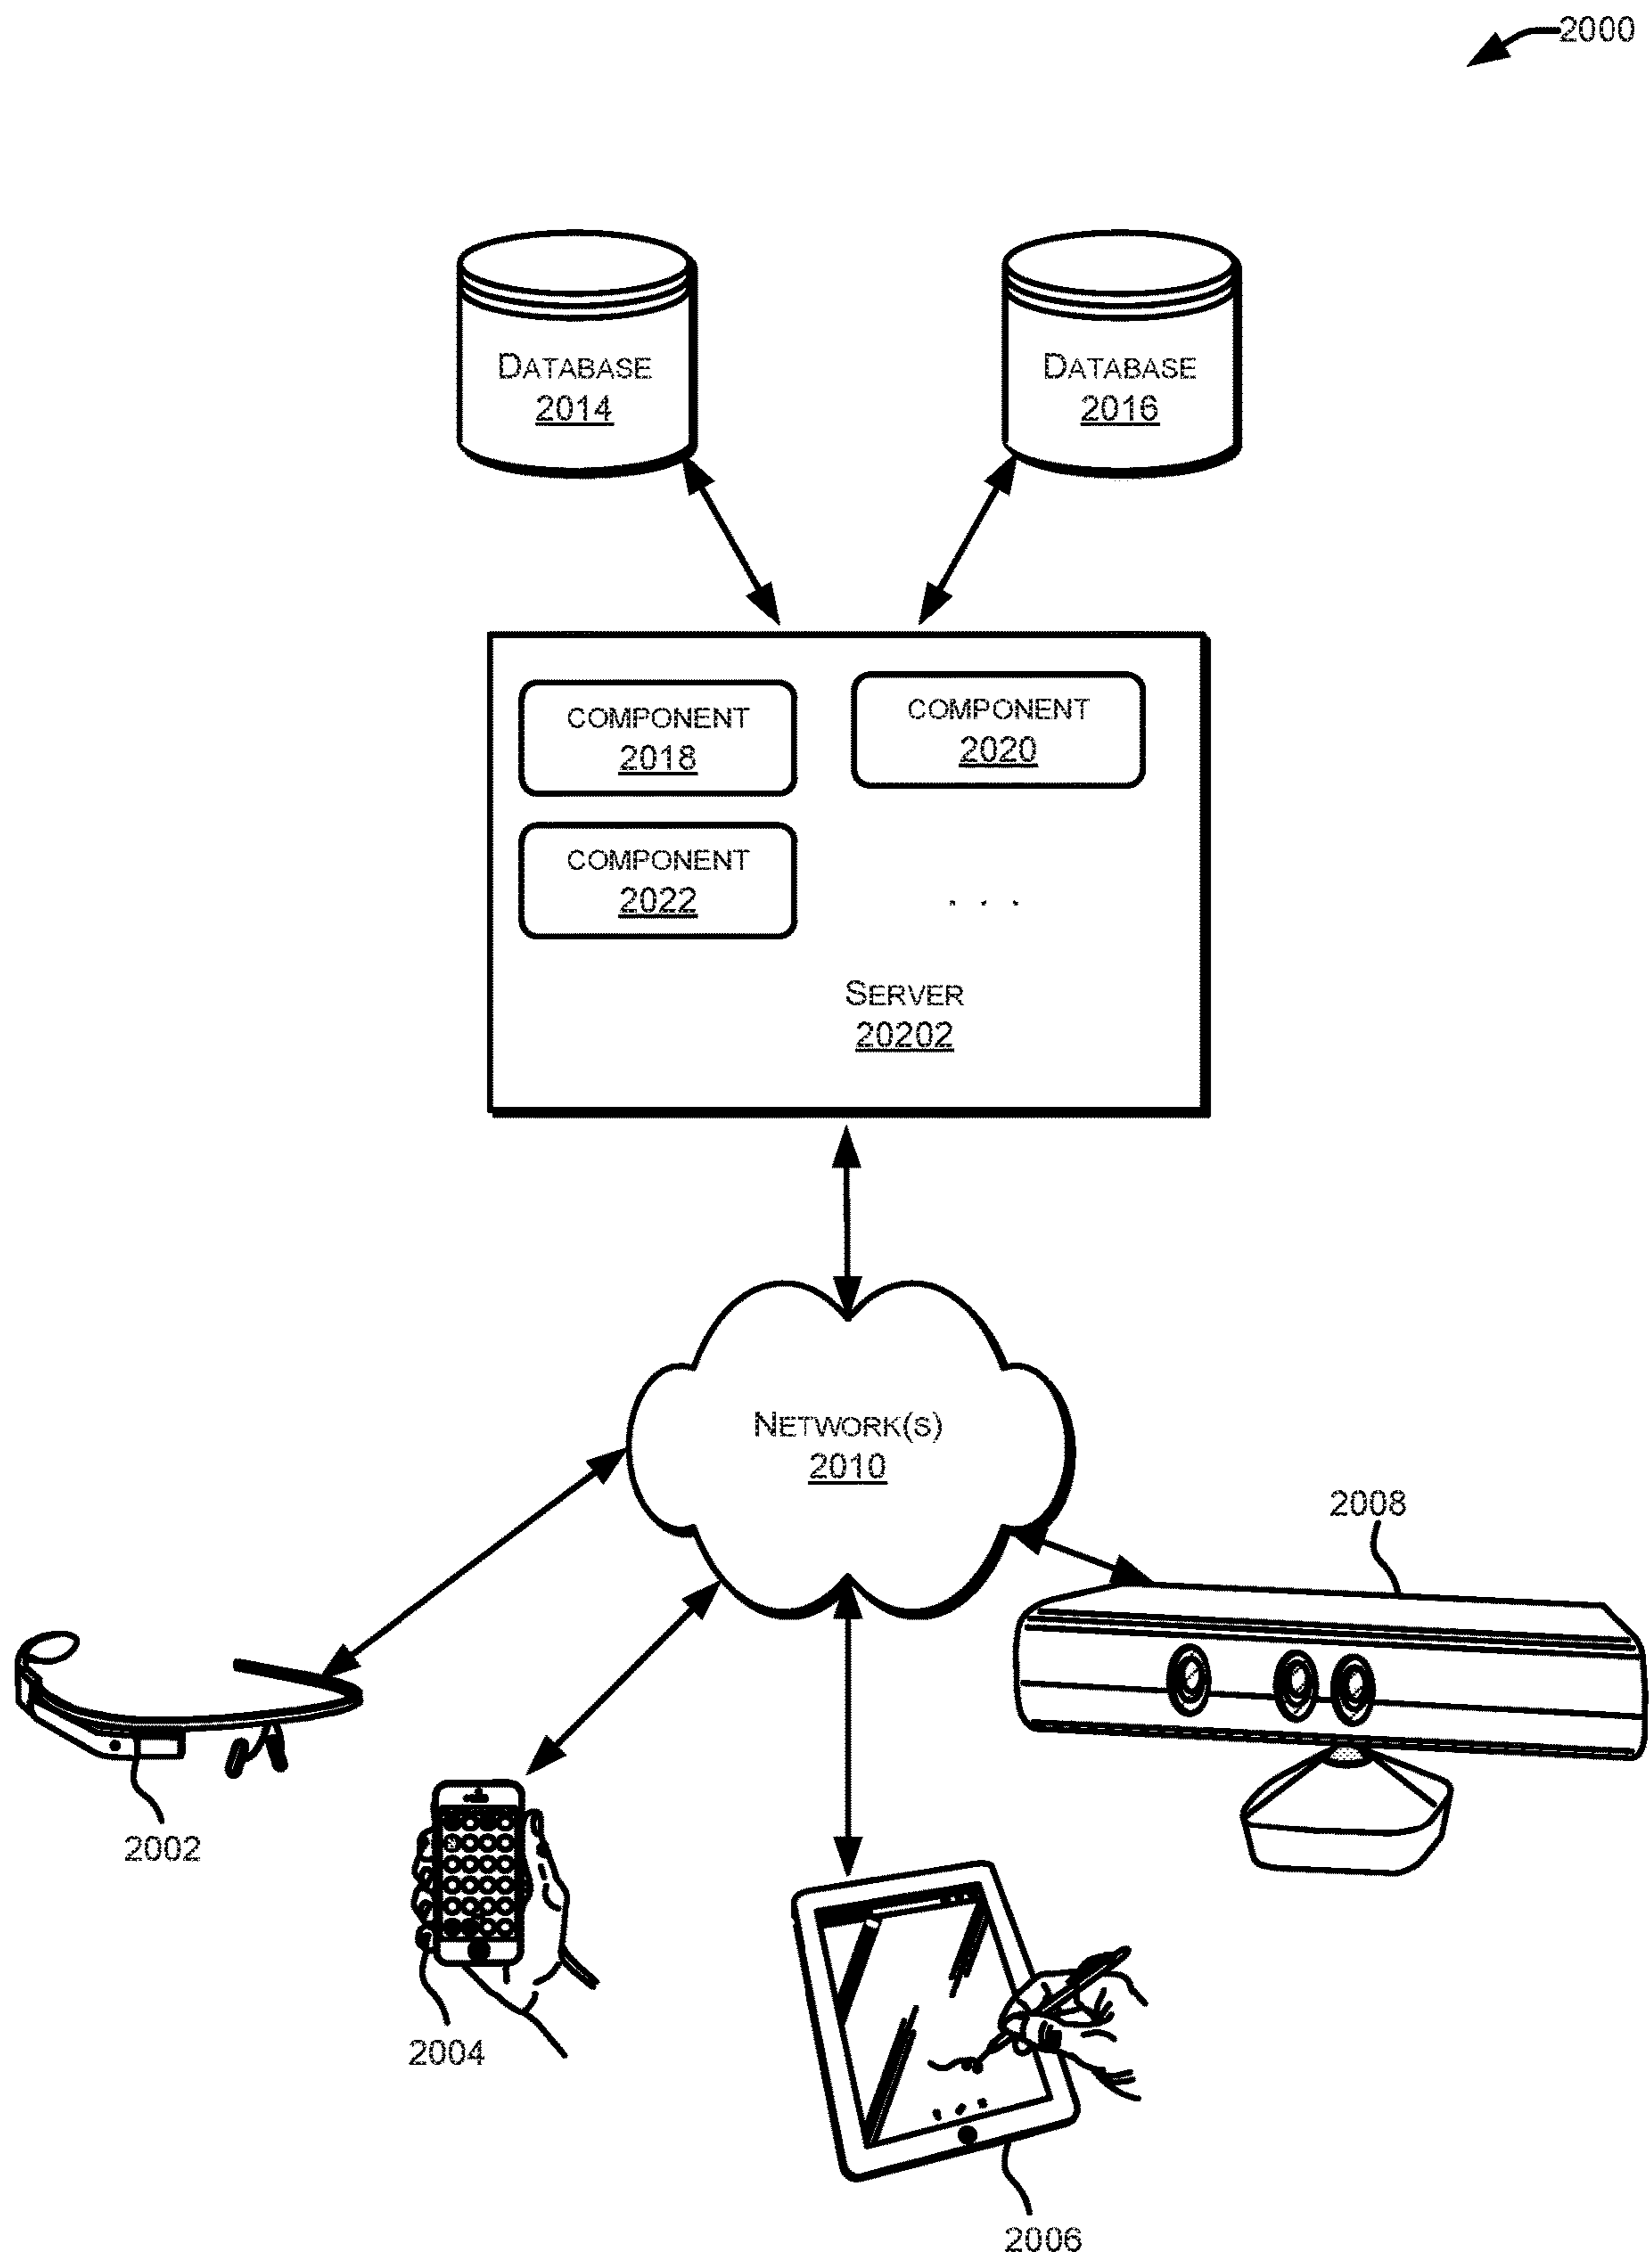 2000
DATABASE
2014
DATABASE
2016
COMPONENT
2018
COMPONENT
2020
COMPONENT
2022
. . .
SERVER
20202
NETWORK(S)
2010
2008
2002
2004
2006